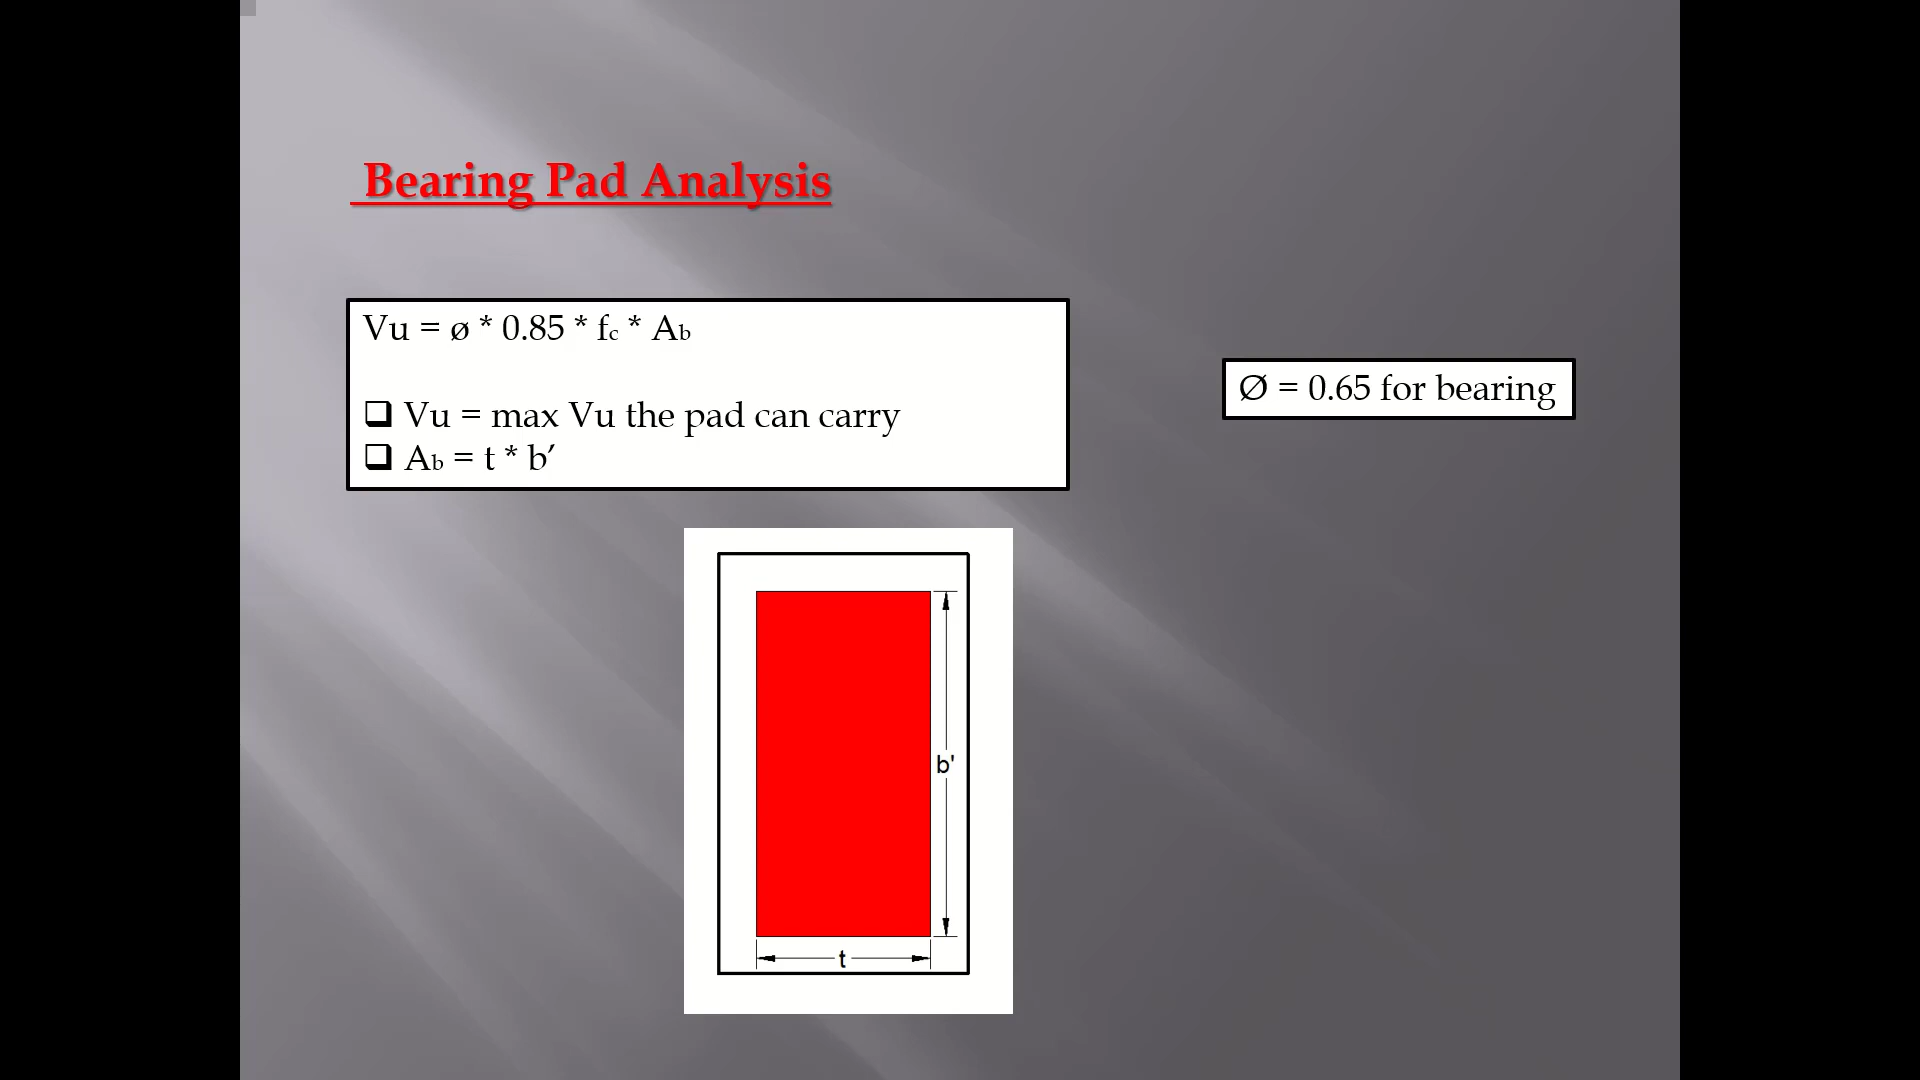 Bearing Pad Analysis
Vu = ø * 0.85 * fc * Ab
❑ Vu = max Vu the pad can carry
❑ Ab = t * b′
Ø = 0.65 for bearing
b'
t